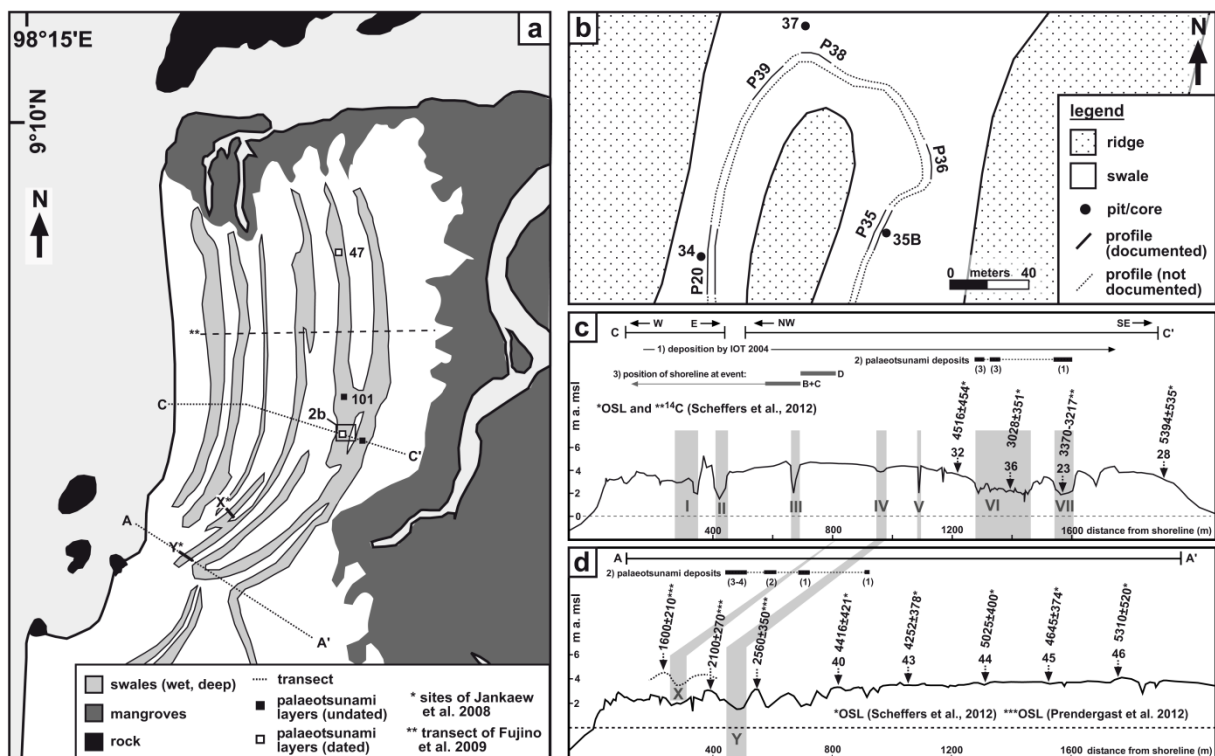 98°15'E
a
9°10'N
N
47
**
101
2b
C
C'
X*
A
Y*
A'
swales (wet, deep)
mangroves
rock
transect
palaeotsunami
layers (undated)
palaeotsunami
layers (dated)
* sites of Jankaew
et al. 2008
** transect of Fujino
et al. 2009
b
37
P38
P39
N
P36
P35
35B
34
P20
0 meters 40
legend
ridge
swale
pit/core
profile
(documented)
profile (not
documented)
c
C W E NW SE C'
1) deposition by IOT 2004
2) palaeotsunami deposits
(3) (3) (1)
3) position of shoreline at event:
D
B+C
*OSL and **14C (Scheffers et al., 2012)
m a. msl
6
4
2
0
4516±454*
32
3028±351*
36
3370-3217**
23
5394±535*
28
I II III IV V VI VII
400 800 1200 1600 distance from shoreline (m)
d
A A'
2) palaeotsunami deposits
(3-4) (2) (1) (1)
m a. msl
6
4
2
1600±210***
2100±270***
2560±350***
4416±421*
40
4252±378*
43
5025±400*
44
4645±374*
45
5310±520*
46
X
Y
*OSL (Scheffers et al., 2012) ***OSL (Prendergast et al. 2012)
400 800 1200 1600 distance from shoreline (m)